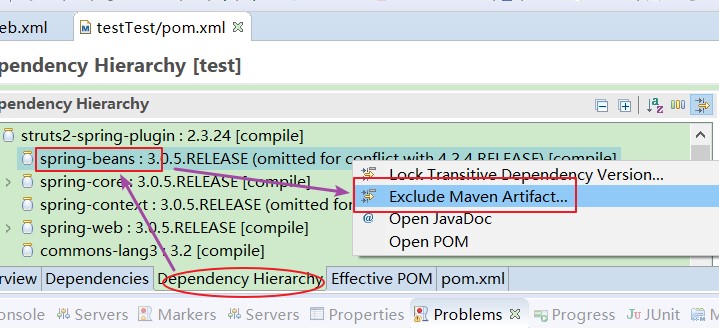 eb.xml
testTest/pom.xml
pendency Hierarchy [test]
pendency Hierarchy
struts2-spring-plugin : 2.3.24 [compile]
spring-beans : 3.0.5.RELEASE (omitted for conflict with 4.2.4.RELEASE) [compile]
spring-core : 3.0.5.RELEASE [compile]
spring-context : 3.0.5.RELEASE (omitted for
spring-web : 3.0.5.RELEASE [compile]
commons-lang3 : 3.2 [compile]
Lock Transitive Dependency Version...
Exclude Maven Artifact...
@ Open JavaDoc
Open POM
rview Dependencies Dependency Hierarchy Effective POM pom.xml
onsole Servers Markers Servers Properties Problems Progress JUnit M